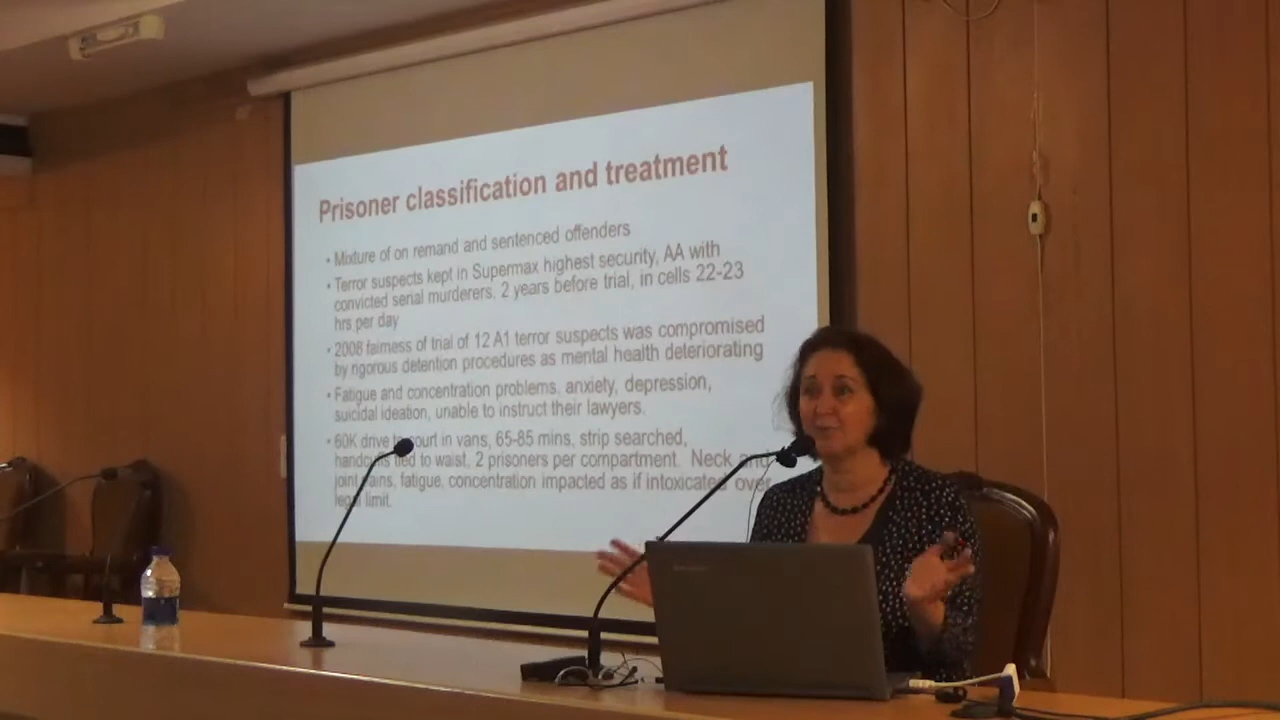 Prisoner classification and treatment
• Mixture of on remand and sentenced offenders
• Terror suspects kept in Supermax highest security, AA with
convicted serial murderers, 2 years before trial, in cells 22-23
hrs per day
• 2008 fairness of trial of 12 A1 terror suspects was compromised
by rigorous detention procedures as mental health deteriorating
• Fatigue and concentration problems, anxiety, depression,
suicidal ideation, unable to instruct their lawyers.
• 60K drive to court in vans, 65-85 mins, strip searched,
handcuffs tied to waist, 2 prisoners per compartment. Neck and
joint pains, fatigue, concentration impacted as if intoxicated over
legal limit.